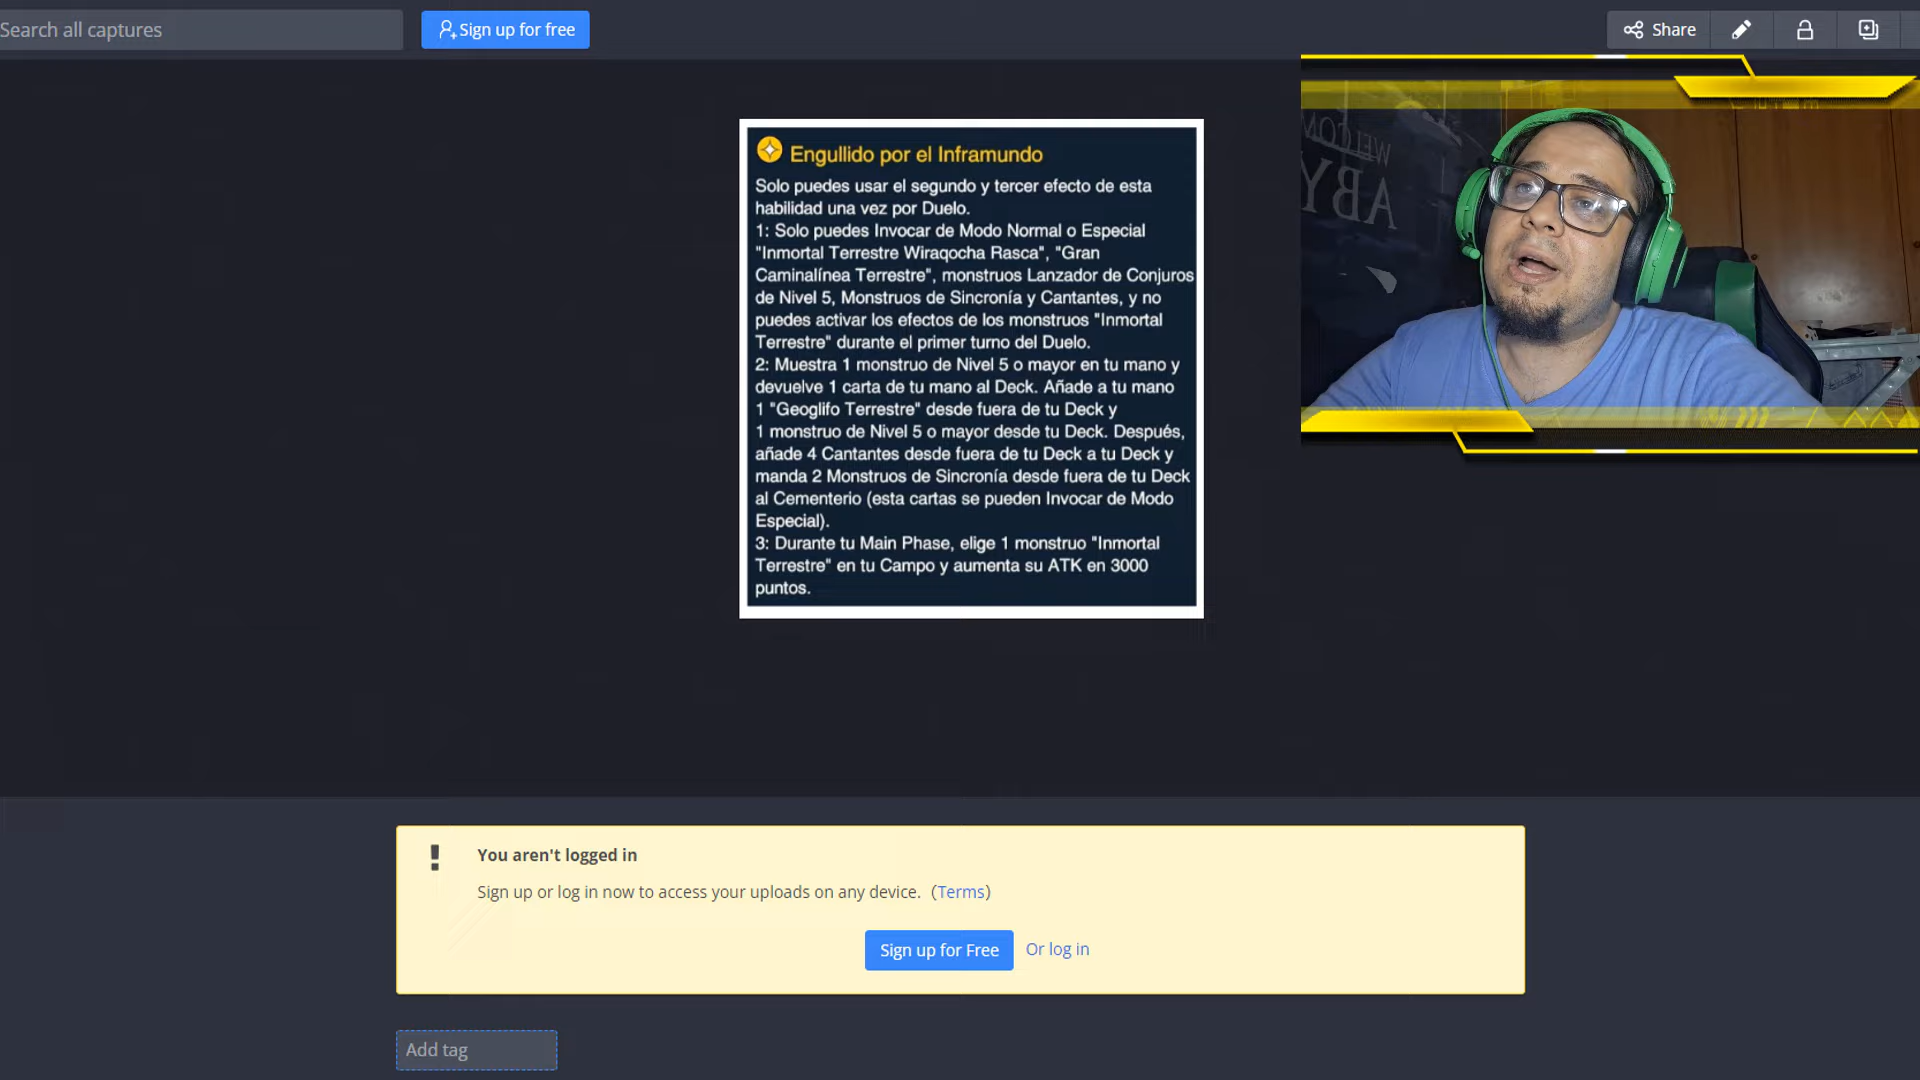 Search all captures
Sign up for free
Share
WELCOM
ABY
Engullido por el Inframundo
Solo puedes usar el segundo y tercer efecto de esta
habilidad una vez por Duelo.
1: Solo puedes Invocar de Modo Normal o Especial
"Inmortal Terrestre Wiraqocha Rasca", "Gran
Caminalínea Terrestre", monstruos Lanzador de Conjuros
de Nivel 5, Monstruos de Sincronía y Cantantes, y no
puedes activar los efectos de los monstruos "Inmortal
Terrestre" durante el primer turno del Duelo.
2: Muestra 1 monstruo de Nivel 5 o mayor en tu mano y
devuelve 1 carta de tu mano al Deck. Añade a tu mano
1 "Geoglifo Terrestre" desde fuera de tu Deck y
1 monstruo de Nivel 5 o mayor desde tu Deck. Después,
añade 4 Cantantes desde fuera de tu Deck a tu Deck y
manda 2 Monstruos de Sincronía desde fuera de tu Deck
al Cementerio (esta cartas se pueden Invocar de Modo
Especial).
3: Durante tu Main Phase, elige 1 monstruo "Inmortal
Terrestre" en tu Campo y aumenta su ATK en 3000
puntos.
You aren't logged in
Sign up or log in now to access your uploads on any device. (Terms)
Sign up for Free
Or log in
Add tag